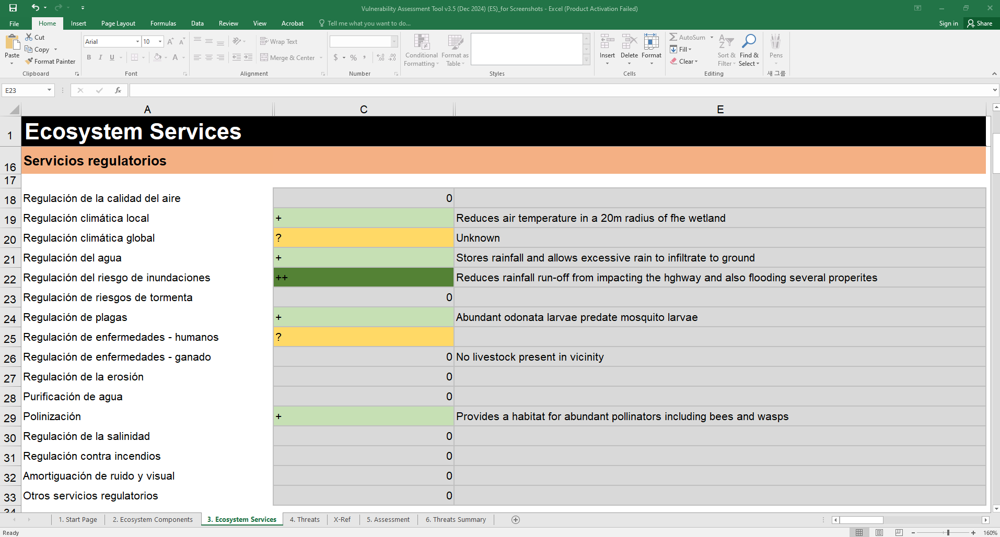 Vulnerability Assessment Tool v3.5 (Dec 2024) (ES)_for Screenshots - Excel (Product Activation Failed)
File Home Insert Page Layout Formulas Data Review View Acrobat Tell me what you want to do... Sign in Share
Paste
Cut
Copy
Format Painter
Clipboard
Arial 10
B I U
Font
Wrap Text
Merge & Center
Alignment
$ % ,
Number
Conditional Formatting
Format as Table
Styles
Insert Delete Format
Cells
AutoSum
Fill
Clear
Sort & Filter
Find & Select
Editing
Pens
새 그룹
E23 fx
A C E
1 Ecosystem Services
16 Servicios regulatorios
17
18 Regulación de la calidad del aire 0
19 Regulación climática local + Reduces air temperature in a 20m radius of fhe wetland
20 Regulación climática global ? Unknown
21 Regulación del agua + Stores rainfall and allows excessive rain to infiltrate to ground
22 Regulación del riesgo de inundaciones ++ Reduces rainfall run-off from impacting the hghway and also flooding several properites
23 Regulación de riesgos de tormenta 0
24 Regulación de plagas + Abundant odonata larvae predate mosquito larvae
25 Regulación de enfermedades - humanos ?
26 Regulación de enfermedades - ganado 0 No livestock present in vicinity
27 Regulación de la erosión 0
28 Purificación de agua 0
29 Polinización + Provides a habitat for abundant pollinators including bees and wasps
30 Regulación de la salinidad 0
31 Regulación contra incendios 0
32 Amortiguación de ruido y visual 0
33 Otros servicios regulatorios 0
34
1. Start Page 2. Ecosystem Components 3. Ecosystem Services 4. Threats X-Ref 5. Assessment 6. Threats Summary
Ready 160%